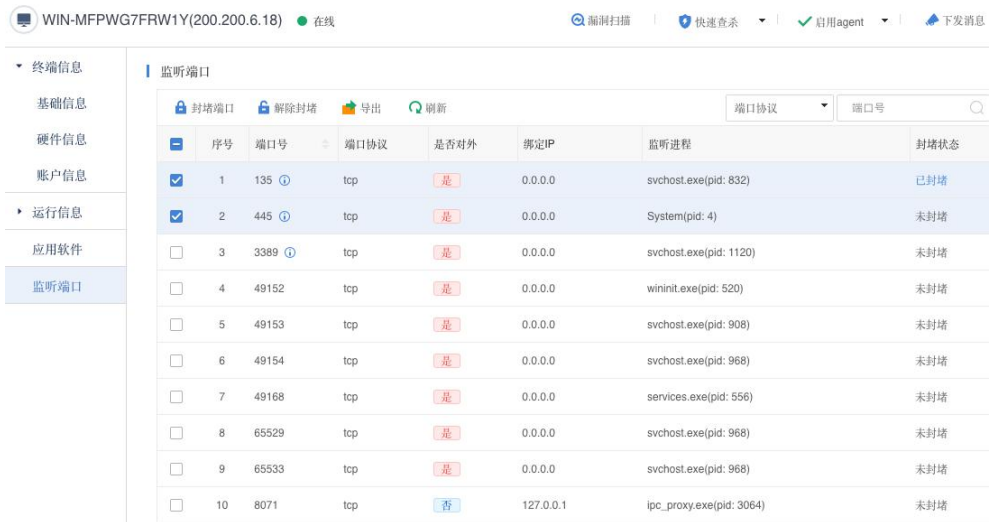 WIN-MFPWG7FRW1Y(200.200.6.18) 在线 漏洞扫描 快速查杀 启用agent 下发消息
终端信息
基础信息
硬件信息
账户信息
运行信息
应用软件
监听端口
监听端口
封堵端口 解除封堵 导出 刷新 端口协议 端口号
序号 端口号 端口协议 是否对外 绑定IP 监听进程 封堵状态
1 135 tcp 是 0.0.0.0 svchost.exe(pid: 832) 已封堵
2 445 tcp 是 0.0.0.0 System(pid: 4) 未封堵
3 3389 tcp 是 0.0.0.0 svchost.exe(pid: 1120) 未封堵
4 49152 tcp 是 0.0.0.0 wininit.exe(pid: 520) 未封堵
5 49153 tcp 是 0.0.0.0 svchost.exe(pid: 908) 未封堵
6 49154 tcp 是 0.0.0.0 svchost.exe(pid: 968) 未封堵
7 49168 tcp 是 0.0.0.0 services.exe(pid: 556) 未封堵
8 65529 tcp 是 0.0.0.0 svchost.exe(pid: 968) 未封堵
9 65533 tcp 是 0.0.0.0 svchost.exe(pid: 968) 未封堵
10 8071 tcp 否 127.0.0.1 ipc_proxy.exe(pid: 3064) 未封堵